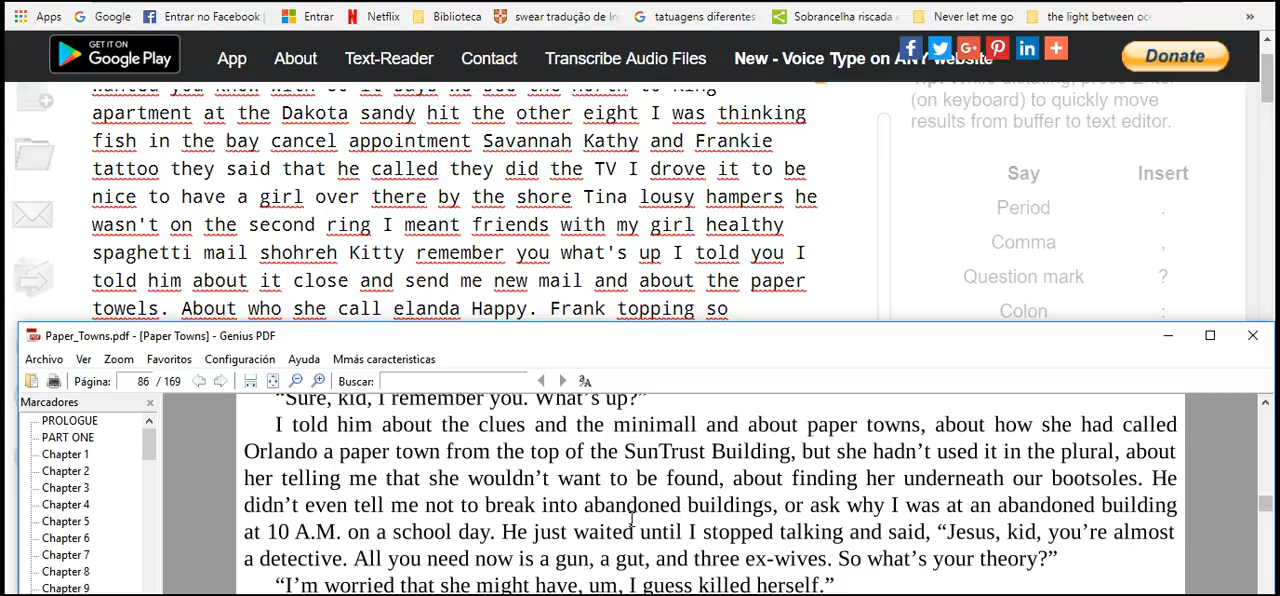 Apps Google Entrar no Facebook Entrar Netflix Biblioteca swear tradução de In tatuagens diferentes Sobrancelha riscada Never let me go the light between oc »
GET IT ON
Google Play
App About Text-Reader Contact Transcribe Audio Files New - Voice Type on ANY website
Donate
wanted you know with
apartment at the Dakota sandy hit the other eight I was thinking
fish in the bay cancel appointment Savannah Kathy and Frankie
tattoo they said that he called they did the TV I drove it to be
nice to have a girl over there by the shore Tina lousy hampers he
wasn't on the second ring I meant friends with my girl healthy
spaghetti mail shohreh Kitty remember you what's up I told you I
told him about it close and send me new mail and about the paper
towels. About who she call elanda Happy. Frank topping so
Tip: While dictating, press Enter
(on keyboard) to quickly move
results from buffer to text editor.
Say Insert
Period .
Comma ,
Question mark ?
Colon :
Paper_Towns.pdf - [Paper Towns] - Genius PDF
Archivo Ver Zoom Favoritos Configuración Ayuda Mmás caracteristicas
Página: 86 / 169 Buscar:
Marcadores
PROLOGUE
PART ONE
Chapter 1
Chapter 2
Chapter 3
Chapter 4
Chapter 5
Chapter 6
Chapter 7
Chapter 8
Chapter 9
“Sure, kid, I remember you. What’s up?”
I told him about the clues and the minimall and about paper towns, about how she had called
Orlando a paper town from the top of the SunTrust Building, but she hadn’t used it in the plural, about
her telling me that she wouldn’t want to be found, about finding her underneath our bootsoles. He
didn’t even tell me not to break into abandoned buildings, or ask why I was at an abandoned building
at 10 A.M. on a school day. He just waited until I stopped talking and said, “Jesus, kid, you’re almost
a detective. All you need now is a gun, a gut, and three ex-wives. So what’s your theory?”
“I’m worried that she might have, um, I guess killed herself.”